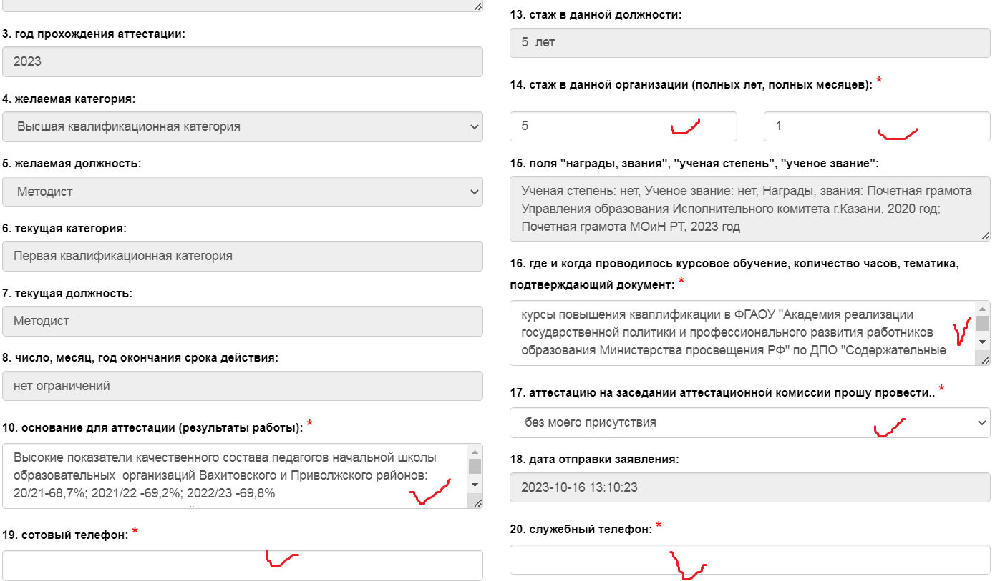 3. год прохождения аттестации:
2023
4. желаемая категория:
Высшая квалификационная категория
5. желаемая должность:
Методист
6. текущая категория:
Первая квалификационная категория
7. текущая должность:
Методист
8. число, месяц, год окончания срока действия:
нет ограничений
10. основание для аттестации (результаты работы): *
Высокие показатели качественного состава педагогов начальной школы
образовательных организаций Вахитовского и Приволжского районов:
20/21-68,7%; 2021/22 -69,2%; 2022/23 -69,8%
19. сотовый телефон: *
13. стаж в данной должности:
5 лет
14. стаж в данной организации (полных лет, полных месяцев): *
5
1
15. поля "награды, звания", "ученая степень", "ученое звание":
Ученая степень: нет, Ученое звание: нет, Награды, звания: Почетная грамота
Управления образования Исполнительного комитета г.Казани, 2020 год;
Почетная грамота МОиН РТ, 2023 год
16. где и когда проводилось курсовое обучение, количество часов, тематика,
подтверждающий документ: *
курсы повышения кваплификации в ФГАОУ "Академия реализации
государственной политики и профессионального развития работников
образования Министерства просвещения РФ" по ДПО "Содержательные
17. аттестацию на заседании аттестационной комиссии прошу провести.. *
без моего присутствия
18. дата отправки заявления:
2023-10-16 13:10:23
20. служебный телефон: *